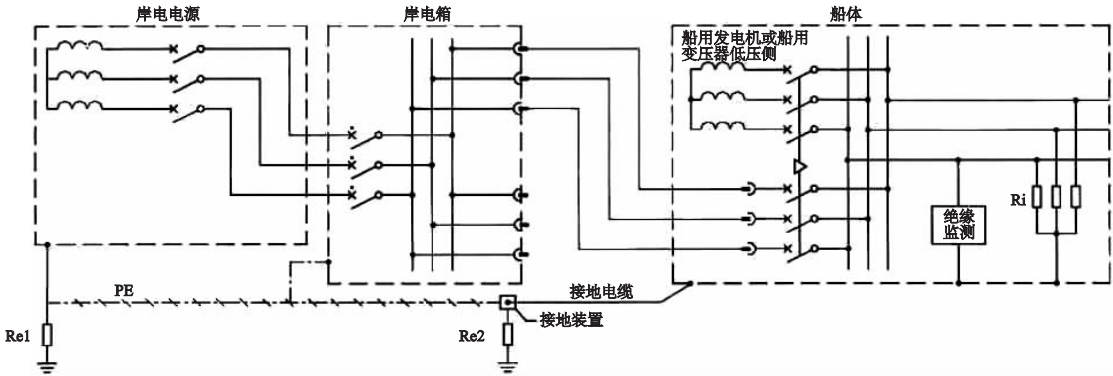 岸电电源
岸电箱
船体
船用发电机或船用
变压器低压侧
Ri
绝缘
监测
PE
接地电缆
接地装置
Re1
Re2